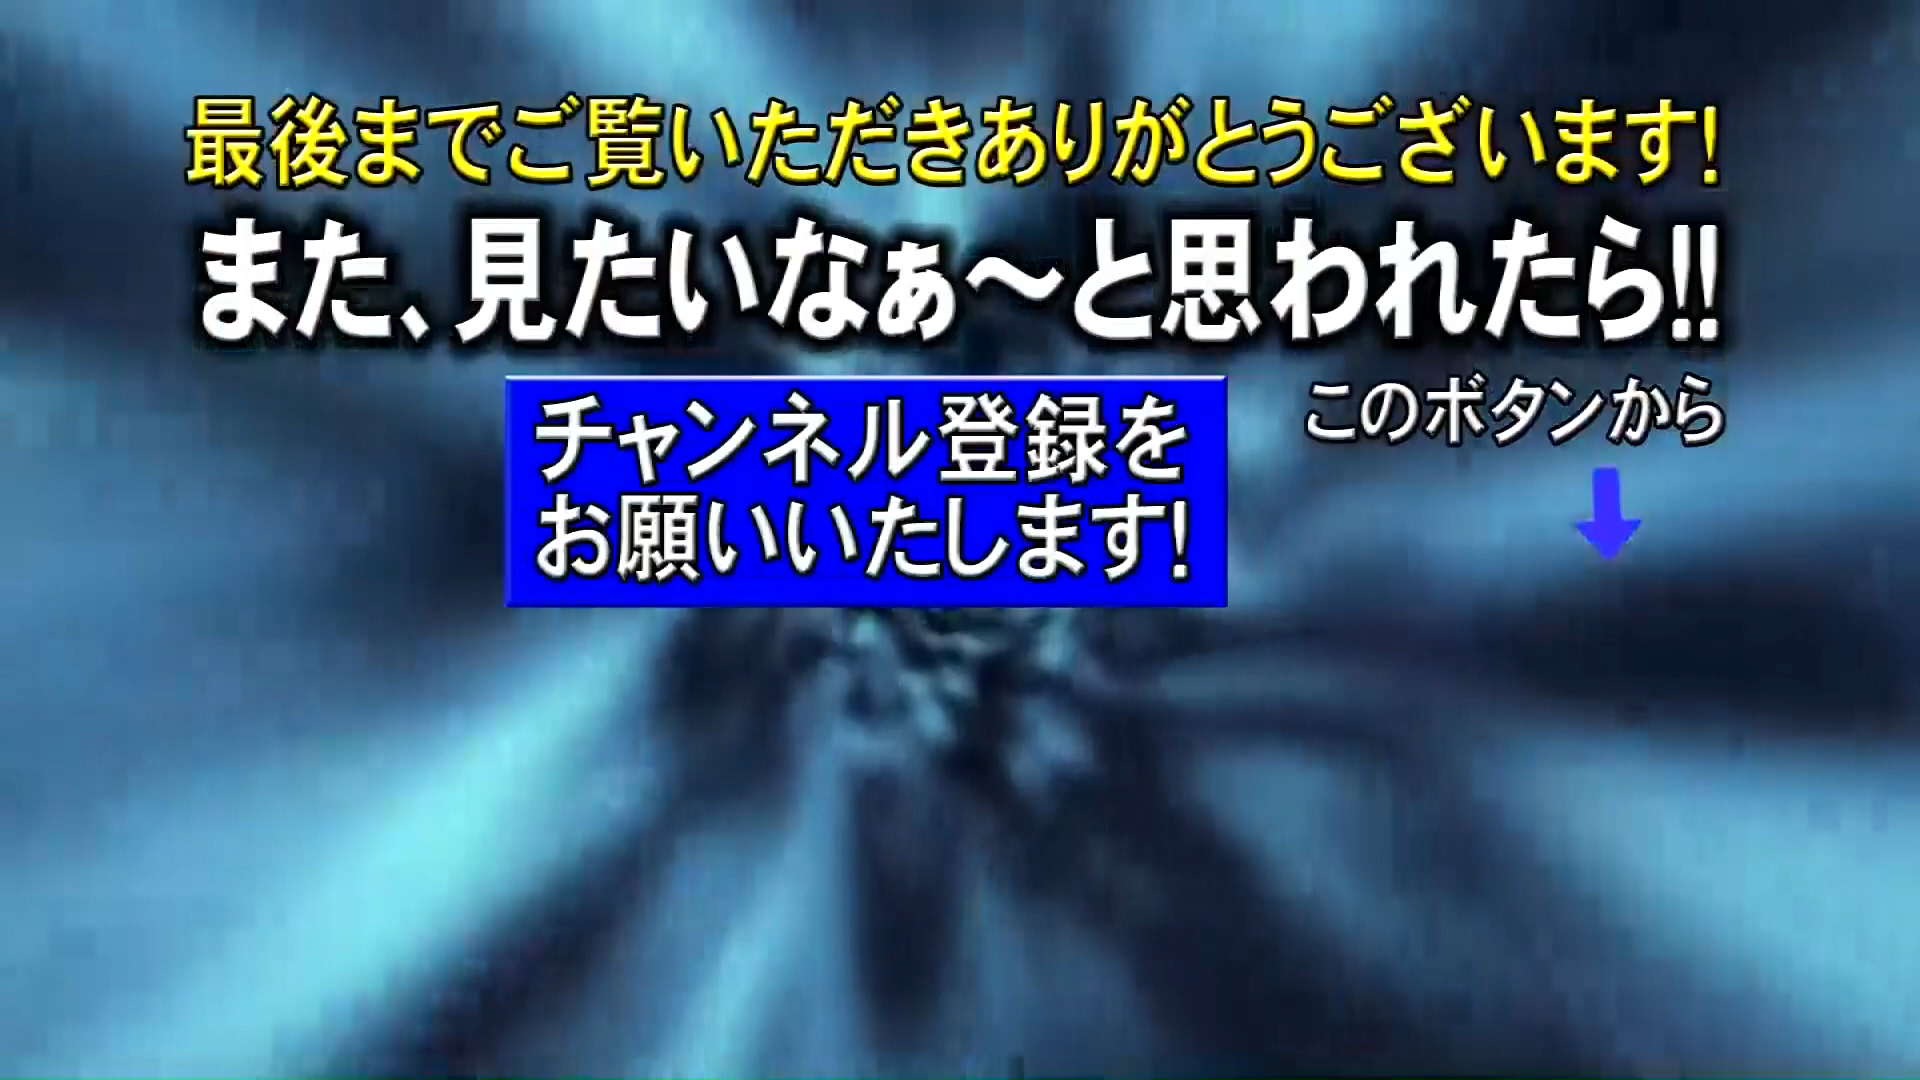 最後までご覧いただきありがとうございます!
また、見たいなぁ～と思われたら!!
このボタンから
チャンネル登録を
お願いいたします!